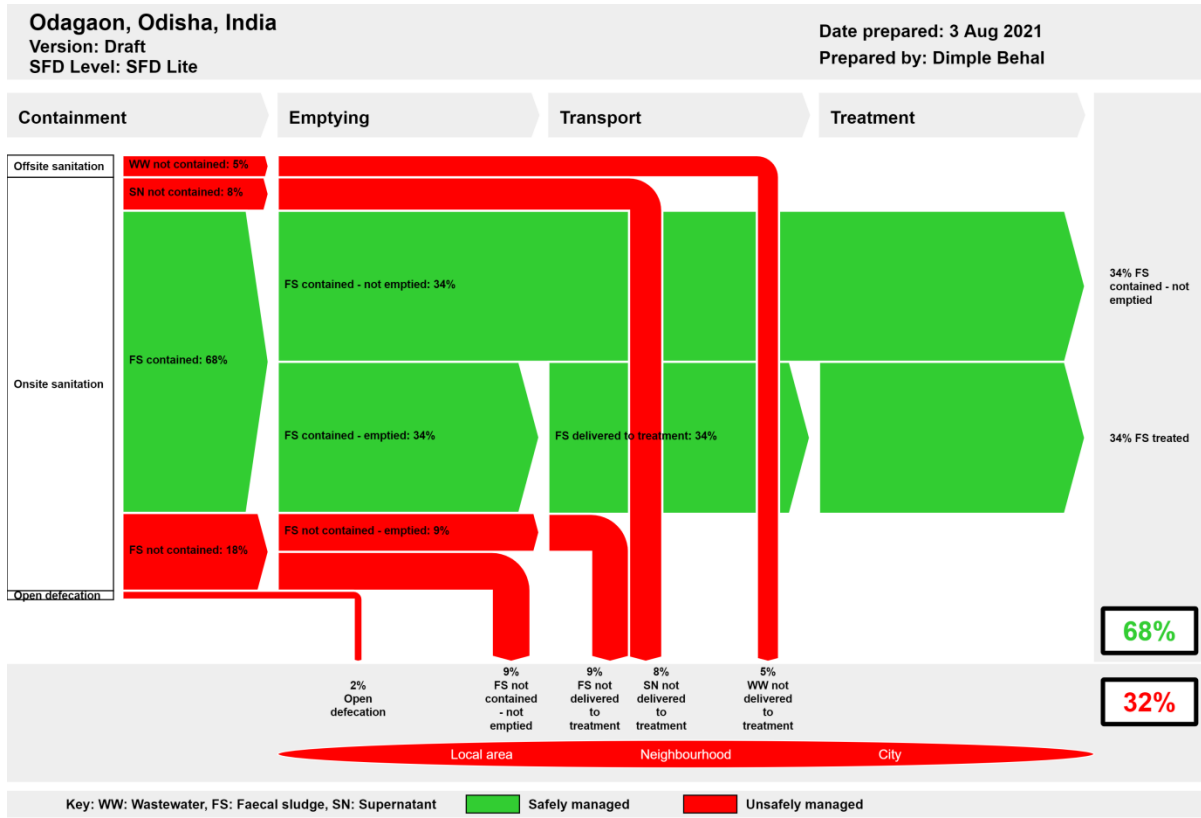 Odagaon, Odisha, India
Version: Draft
SFD Level: SFD Lite
Date prepared: 3 Aug 2021
Prepared by: Dimple Behal
Containment
Emptying
Transport
Treatment
Offsite sanitation
WW not contained: 5%
SN not contained: 8%
FS contained - not emptied: 34%
34% FS
contained - not
emptied
FS contained: 68%
Onsite sanitation
FS contained - emptied: 34%
FS delivered to treatment: 34%
34% FS treated
FS not contained - emptied: 9%
FS not contained: 18%
Open defecation
68%
2%
Open
defecation
9%
FS not
contained
- not
emptied
9%
FS not
delivered
to
treatment
8%
SN not
delivered
to
treatment
5%
WW not
delivered
to
treatment
32%
Local area
Neighbourhood
City
Key: WW: Wastewater, FS: Faecal sludge, SN: Supernatant
Safely managed
Unsafely managed